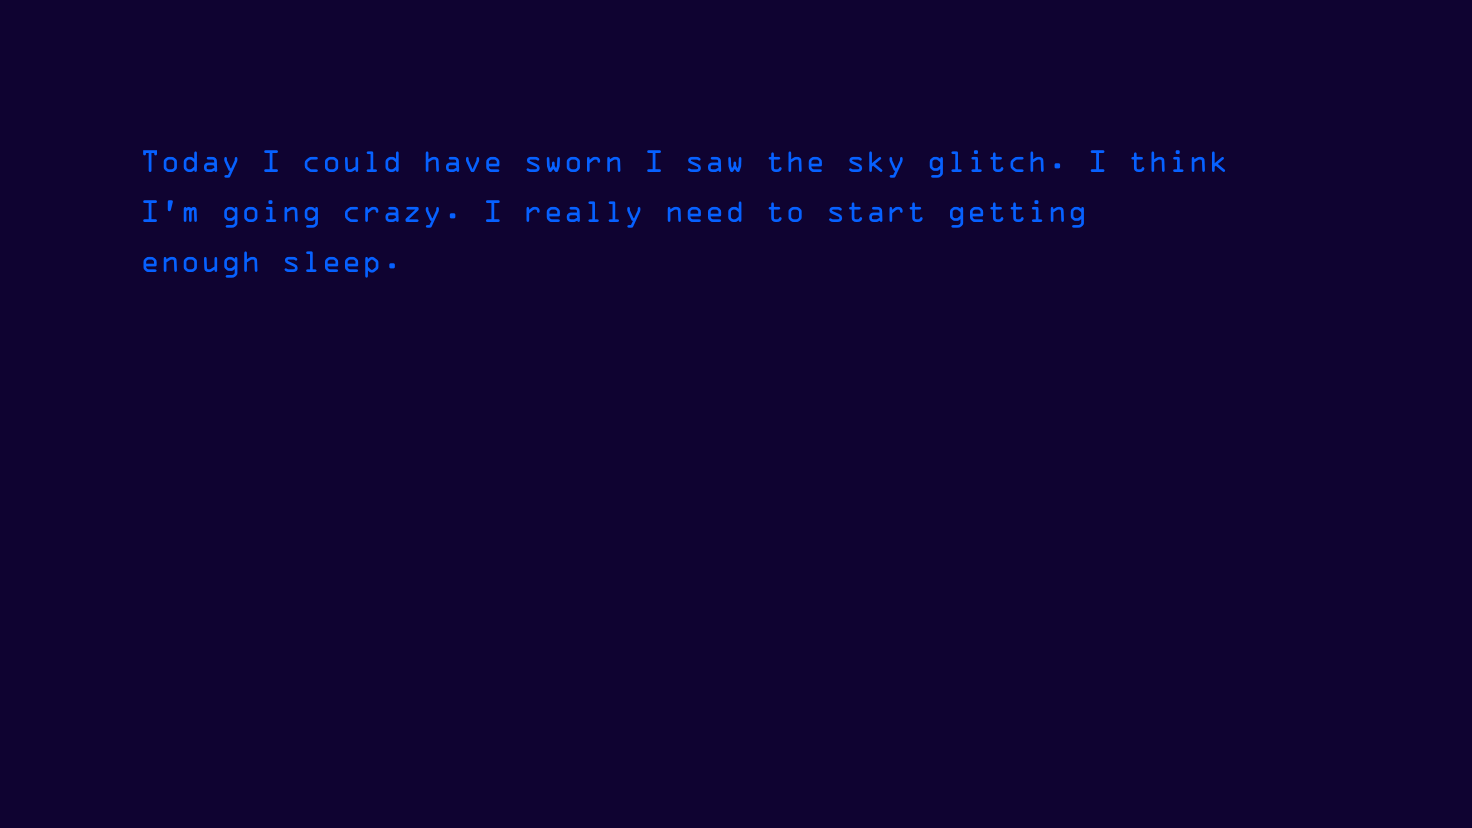 Today I could have sworn I saw the sky glitch. I think
I'm going crazy. I really need to start getting
enough sleep.